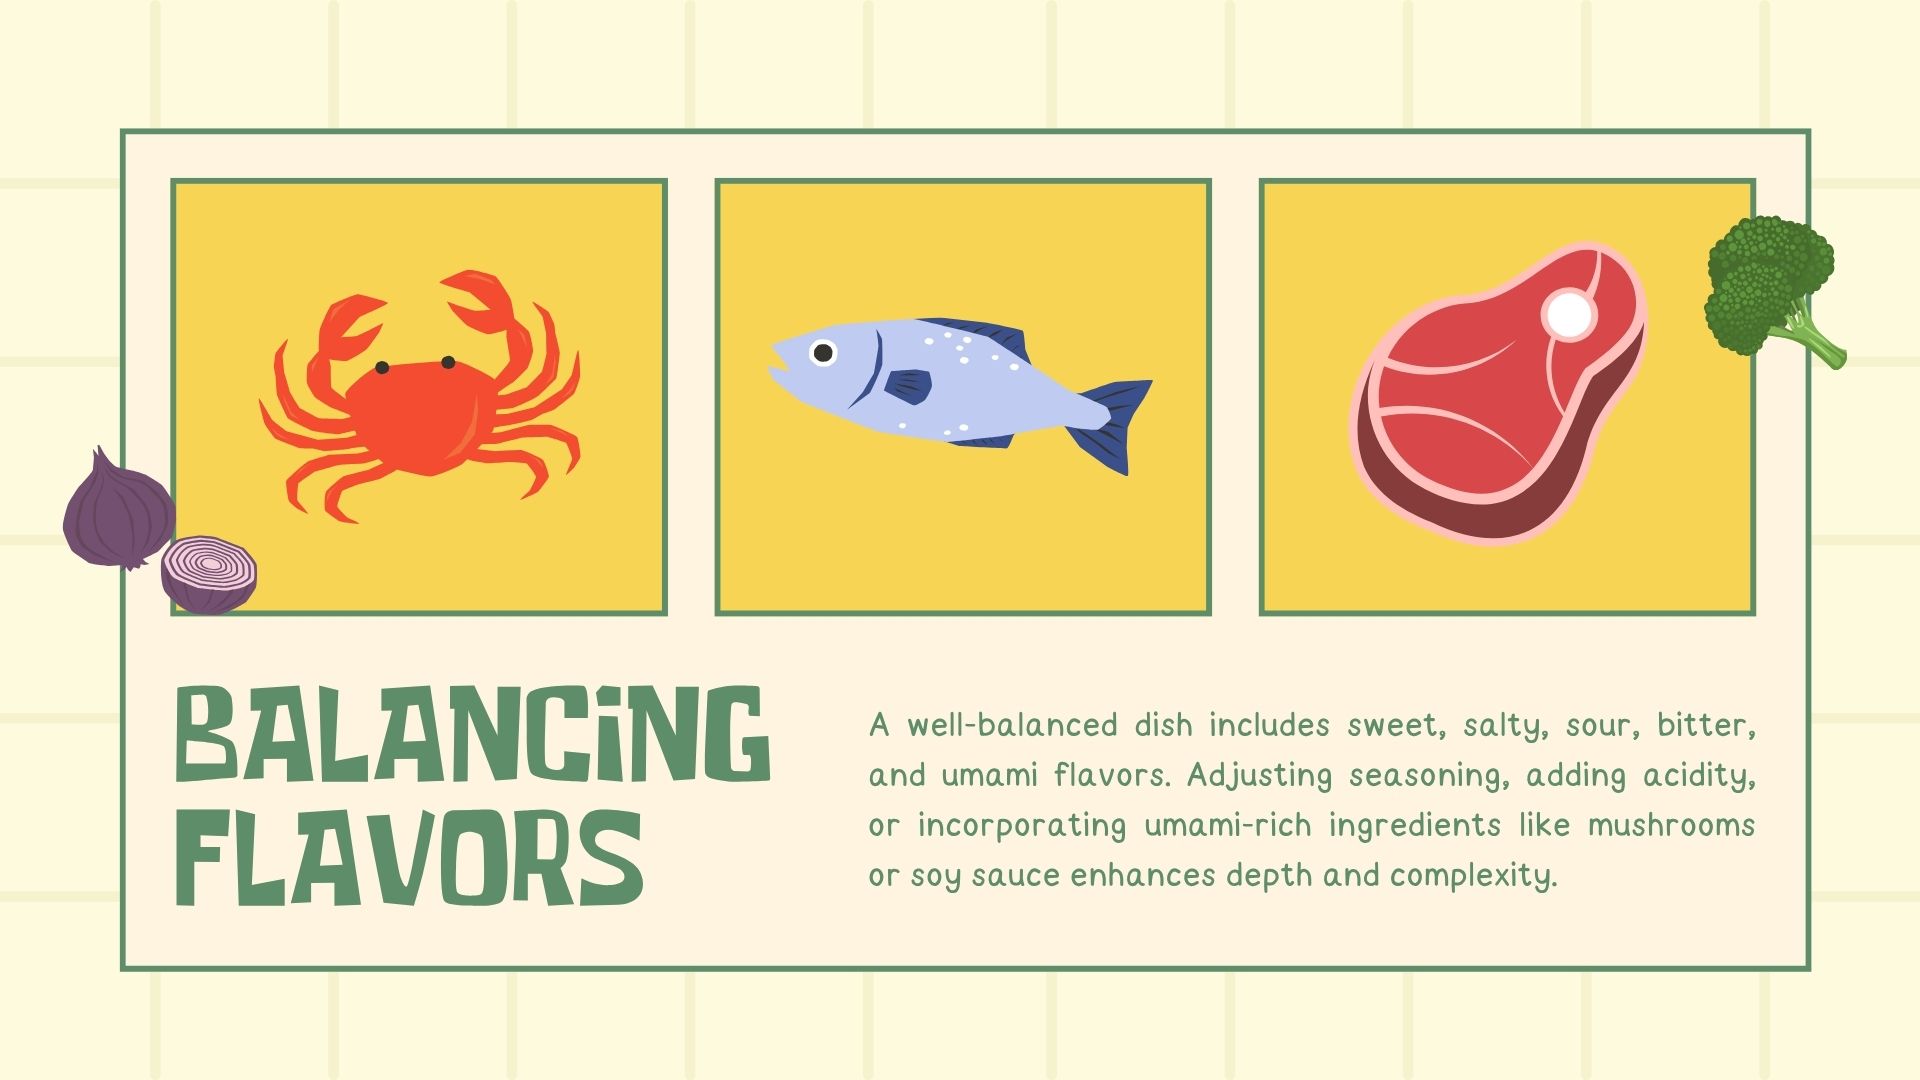 BALANCiNG
FLAVORS
A well-balanced dish includes sweet, salty, sour, bitter,
and umami flavors. Adjusting seasoning, adding acidity,
or incorporating umami-rich ingredients like mushrooms
or soy sauce enhances depth and complexity.